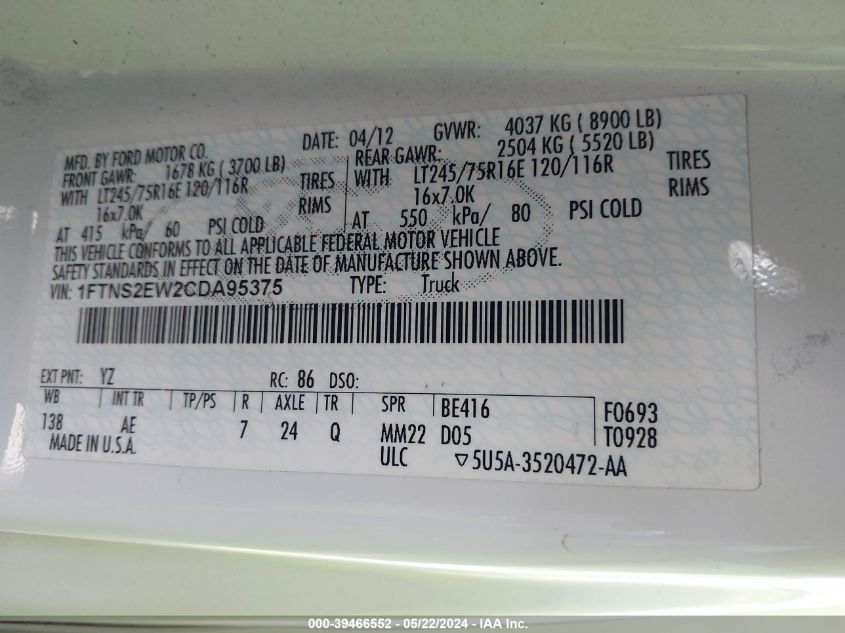 MFD. BY FORD MOTOR CO. DATE: 04/12 GVWR: 4037 KG ( 8900 LB)
FRONT GAWR: 1678 KG ( 3700 LB) REAR GAWR: 2504 KG ( 5520 LB)
WITH LT245/75R16E 120/116R TIRES WITH LT245/75R16E 120/116R TIRES
16x7.0K RIMS 16x7.0K RIMS
AT 415 kPa/ 60 PSI COLD AT 550 kPa/ 80 PSI COLD
THIS VEHICLE CONFORMS TO ALL APPLICABLE FEDERAL MOTOR VEHICLE
SAFETY STANDARDS IN EFFECT ON THE DATE OF MANUFACTURE SHOWN ABOVE.
VIN: 1FTNS2EW2CDA95375 TYPE: Truck
EXT PNT: YZ RC: 86 DSO:
WB INT TR TP/PS R AXLE TR SPR BE416 F0693
138 AE 7 24 Q MM22 D05 T0928
MADE IN U.S.A. ULC ▽5U5A-3520472-AA
000-39466552 - 05/22/2024 - IAA Inc.